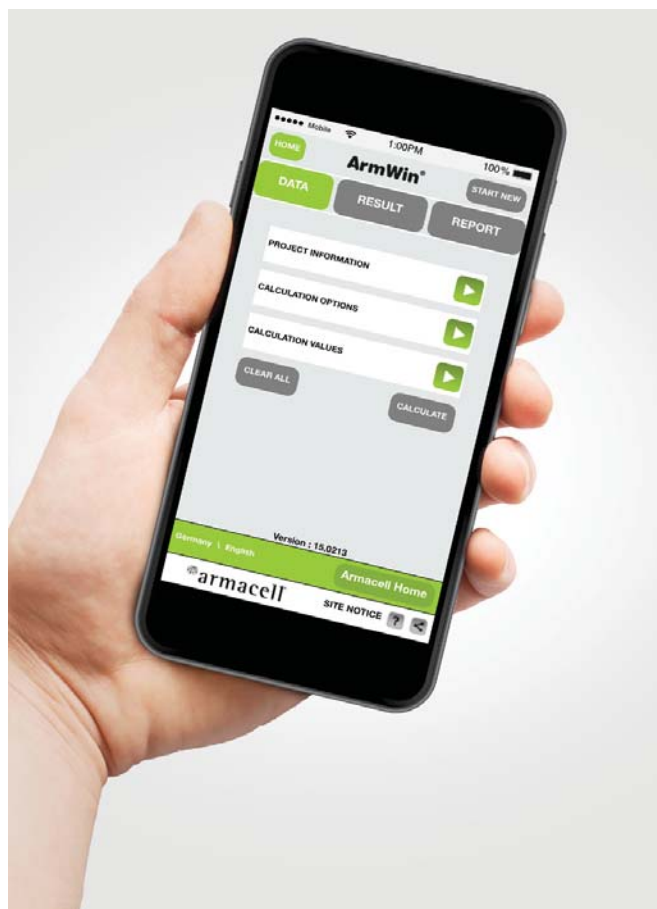 Mobile 1:00PM 100%
HOME ArmWin® START NEW
DATA RESULT REPORT
PROJECT INFORMATION
CALCULATION OPTIONS
CALCULATION VALUES
CLEAR ALL CALCULATE
Version : 15.0213
Germany \ English Armacell Home
armacell
SITE NOTICE ?